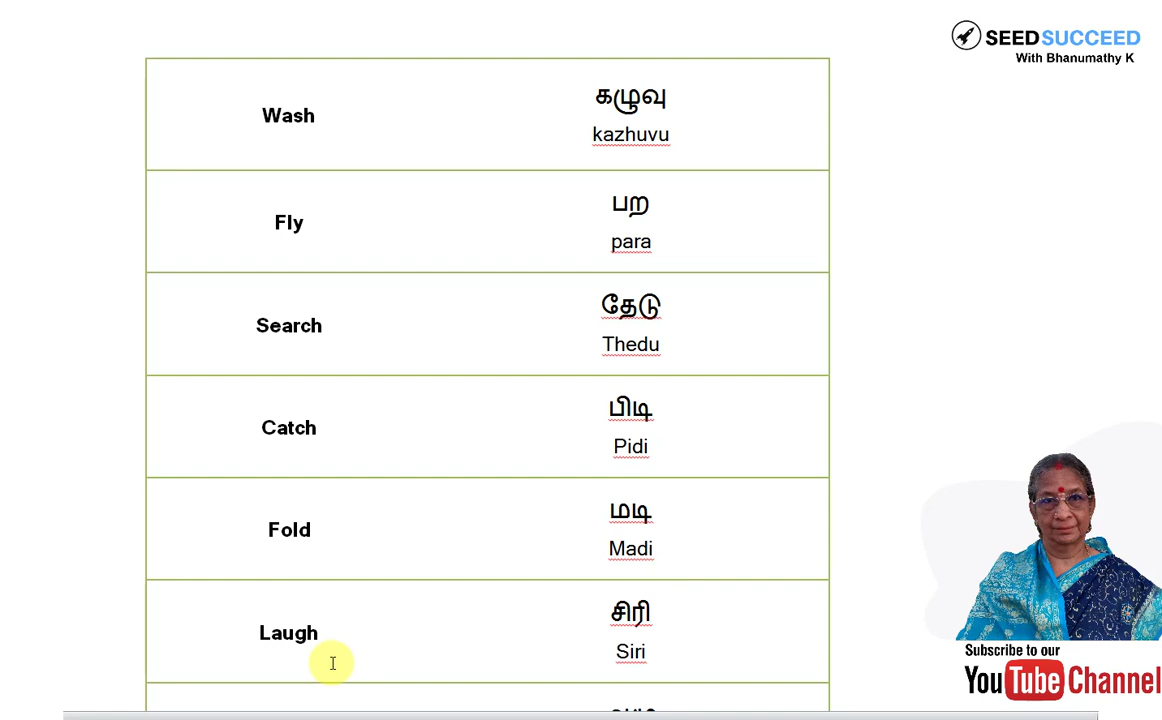 SEEDSUCCEED
With Bhanumathy K
Wash
கழுவு
kazhuvu
Fly
பற
para
Search
தேடு
Thedu
Catch
பிடி
Pidi
Fold
மடி
Madi
Laugh
சிரி
Siri
Subscribe to our
YouTube Channel